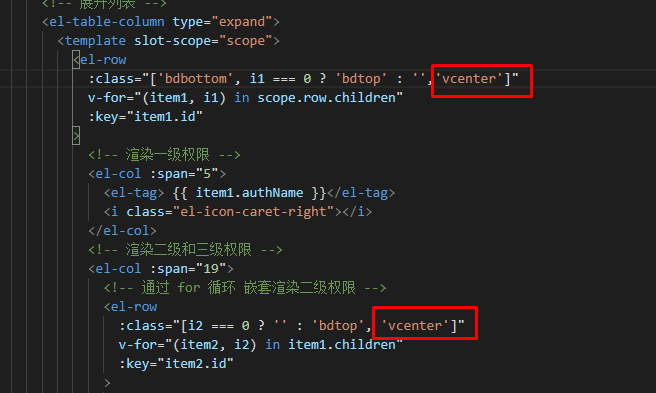 <!-- 展开列表 -->
<el-table-column type="expand">
<template slot-scope="scope">
<el-row
:class="['bdbottom', i1 === 0 ? 'bdtop' : '','vcenter']"
v-for="(item1, i1) in scope.row.children"
:key="item1.id"
>
<!-- 渲染一级权限 -->
<el-col :span="5">
<el-tag> {{ item1.authName }}</el-tag>
<i class="el-icon-caret-right"></i>
</el-col>
<!-- 渲染二级和三级权限 -->
<el-col :span="19">
<!-- 通过 for 循环 嵌套渲染二级权限 -->
<el-row
:class="[i2 === 0 ? '' : 'bdtop', 'vcenter']"
v-for="(item2, i2) in item1.children"
:key="item2.id"
>